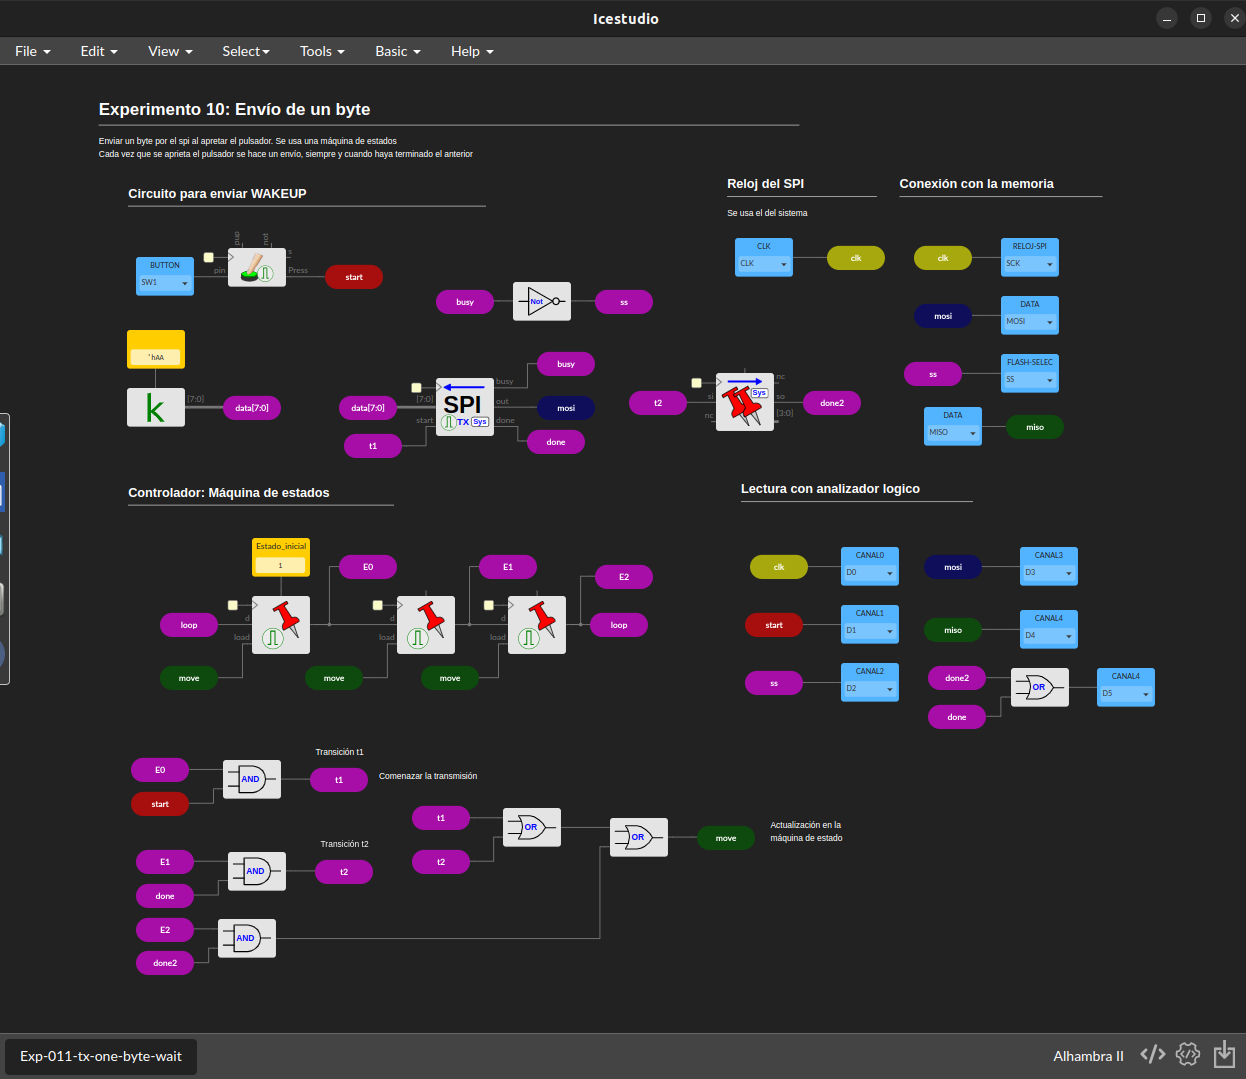 Icestudio
File
Edit
View
Select
Tools
Basic
Help
Experimento 10: Envío de un byte
Enviar un byte por el spi al apretar el pulsador. Se usa una máquina de estados
Cada vez que se aprieta el pulsador se hace un envío, siempre y cuando haya terminado el anterior
Circuito para enviar WAKEUP
Reloj del SPI
Se usa el del sistema
Conexión con la memoria
BUTTON
SW1
pup
not
s
pin
Press
start
busy
Not
ss
'hAA
k
[7:0]
data[7:0]
data[7:0]
t1
[7:0]
start
SPI
TX
Sys
busy
out
done
busy
mosi
done
t2
si
nc
Sys
nc
so
[3:0]
done2
CLK
CLK
clk
clk
RELOJ-SPI
SCK
mosi
DATA
MOSI
ss
FLASH-SELEC
SS
DATA
MISO
miso
Controlador: Máquina de estados
Estado_inicial
1
E0
E1
E2
loop
d
load
d
load
d
load
loop
move
move
move
Lectura con analizador logico
clk
CANAL0
D0
mosi
CANAL3
D3
start
CANAL1
D1
miso
CANAL4
D4
ss
CANAL2
D2
done2
done
OR
CANAL4
D5
Transición t1
E0
start
AND
t1
Comenazar la transmisión
Transición t2
E1
done
AND
t2
E2
done2
AND
t1
t2
OR
OR
move
Actualización en la
máquina de estado
Exp-011-tx-one-byte-wait
Alhambra II